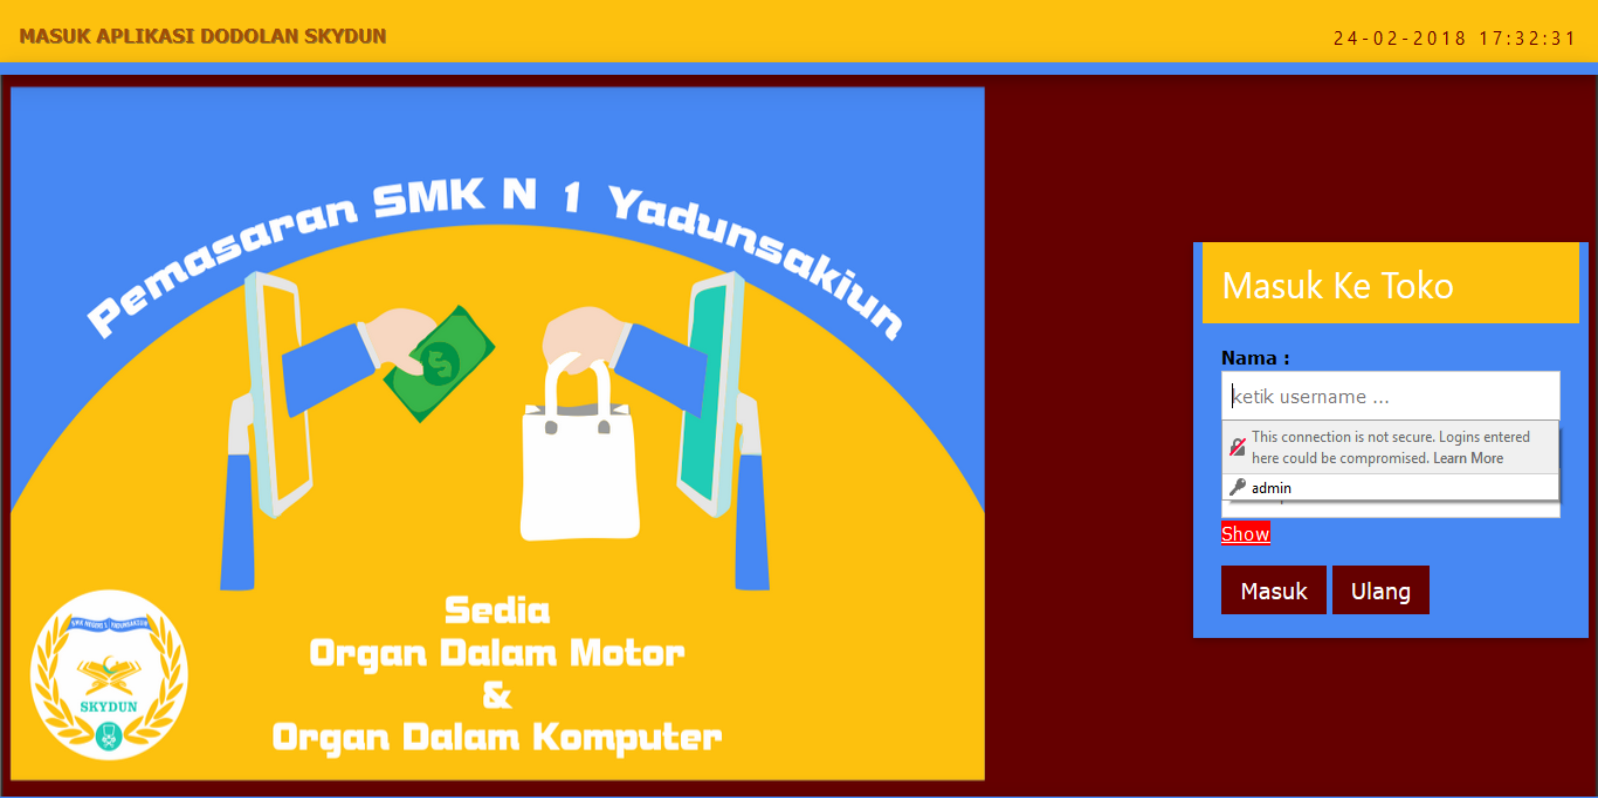 MASUK APLIKASI DODOLAN SKYDUN
24-02-2018 17:32:31
Pemasaran SMK N 1 Yadunsakiun
Sedia
Organ Dalam Motor
&
Organ Dalam Komputer
SKYDUN
Masuk Ke Toko
Nama :
ketik username ...
This connection is not secure. Logins entered
here could be compromised. Learn More
admin
Show
Masuk Ulang